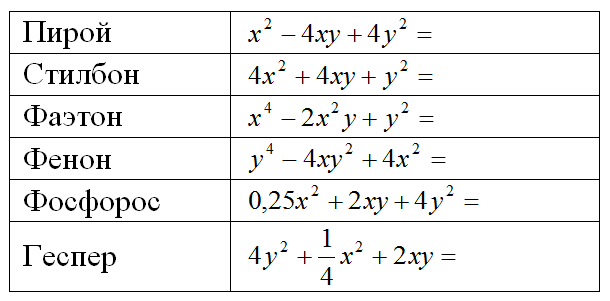 Пирой x² − 4xy + 4y² =
Стилбон 4x² + 4xy + y² =
Фаэтон x⁴ − 2x²y + y² =
Фенон y⁴ − 4xy² + 4x² =
Фосфорос 0,25x² + 2xy + 4y² =
Геспер 4y² + 1/4 x² + 2xy =